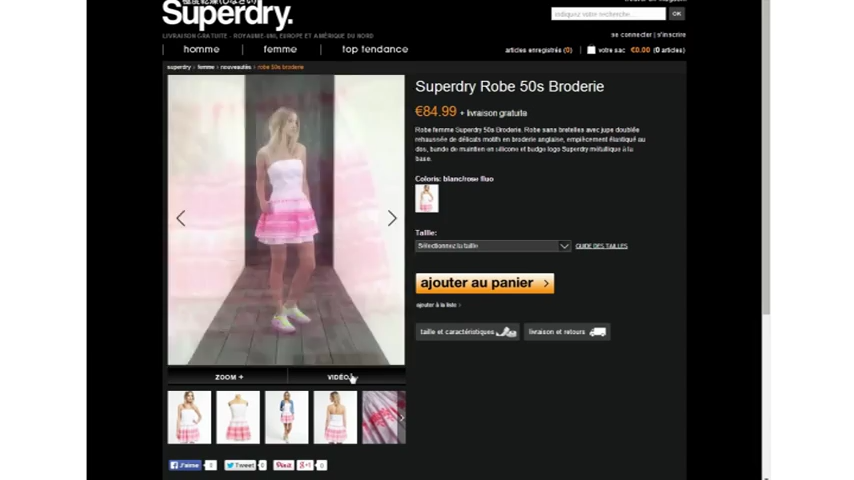 Superdry.
LIVRAISON GRATUITE - ROYAUME-UNI, EUROPE ET AMÉRIQUE DU NORD
Indiquez votre recherche...
OK
se connecter | s'inscrire
homme
femme
top tendance
articles enregistrés (0)
votre sac €0.00 (0 articles)
superdry > femme > nouveautés > robe 50s broderie
Superdry Robe 50s Broderie
€84.99 + livraison gratuite
Robe femme Superdry 50s Broderie. Robe sans bretelles avec jupe doublée
rehaussée de délicats motifs en broderie anglaise, empiècement élastiqué au
dos, bande de maintien en silicone et badge logo Superdry métallique à la
base.
Coloris: blanc/rose fluo
Taille:
Sélectionnez la taille
GUIDE DES TAILLES
ajouter au panier >
ajouter à la liste >
taille et caractéristiques
livraison et retours
ZOOM +
VIDÉO
J'aime
Tweet
0
Pinit
+1
0